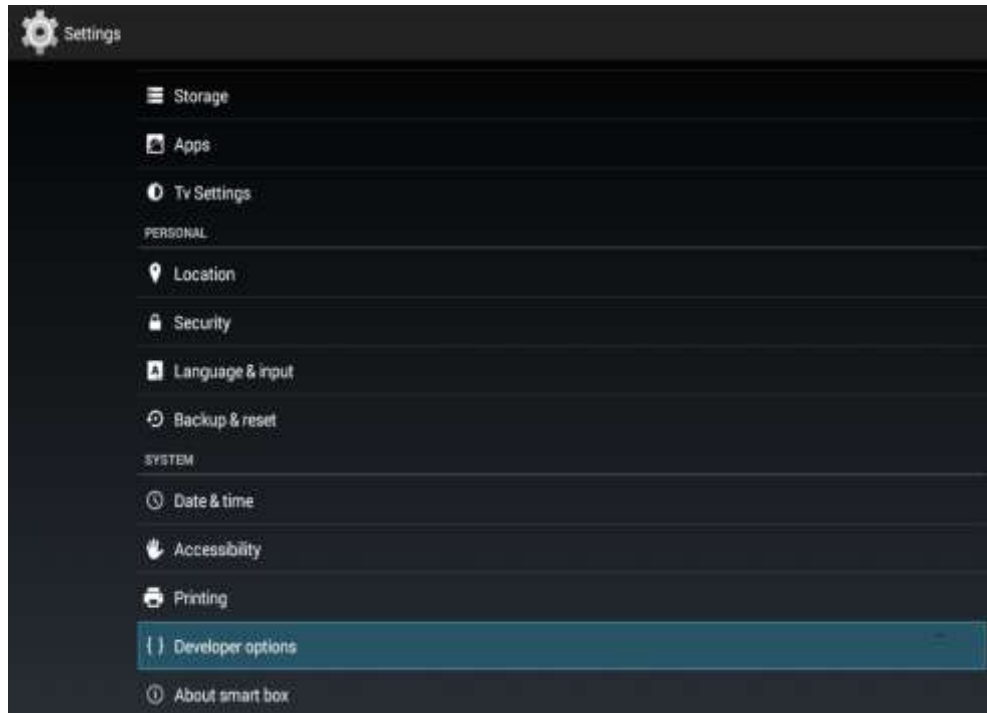 Settings
Storage
Apps
Tv Settings
PERSONAL
Location
Security
Language & input
Backup & reset
SYSTEM
Date & time
Accessibility
Printing
{ } Developer options
About smart box